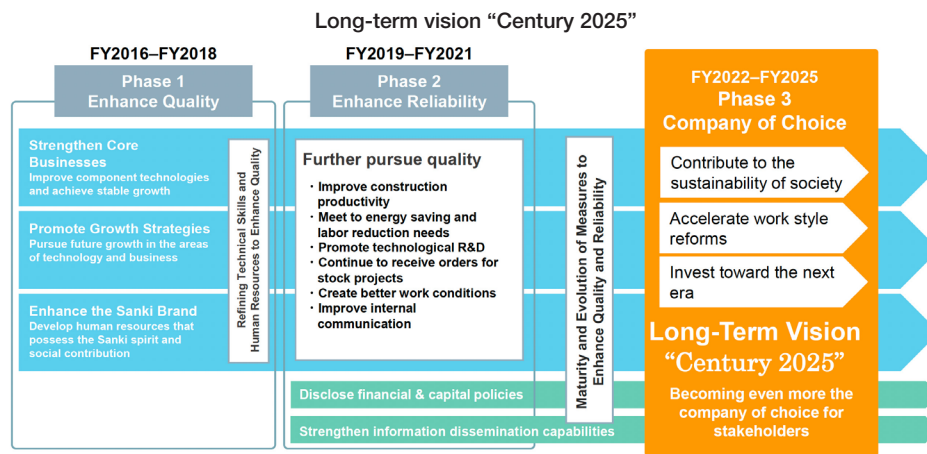 Long-term vision “Century 2025”
FY2016–FY2018
Phase 1
Enhance Quality
Strengthen Core
Businesses
Improve component technologies
and achieve stable growth
Promote Growth Strategies
Pursue future growth in the areas
of technology and business
Enhance the Sanki Brand
Develop human resources that
possess the Sanki spirit and
social contribution
Refining Technical Skills and
Human Resources to Enhance Quality
FY2019–FY2021
Phase 2
Enhance Reliability
Further pursue quality
・Improve construction
productivity
・Meet to energy saving and
labor reduction needs
・Promote technological R&D
・Continue to receive orders for
stock projects
・Create better work conditions
・Improve internal
communication
Disclose financial & capital policies
Strengthen information dissemination capabilities
Maturity and Evolution of Measures to
Enhance Quality and Reliability
FY2022–FY2025
Phase 3
Company of Choice
Contribute to the
sustainability of society
Accelerate work style
reforms
Invest toward the next
era
Long-Term Vision
“Century 2025”
Becoming even more the
company of choice for
stakeholders